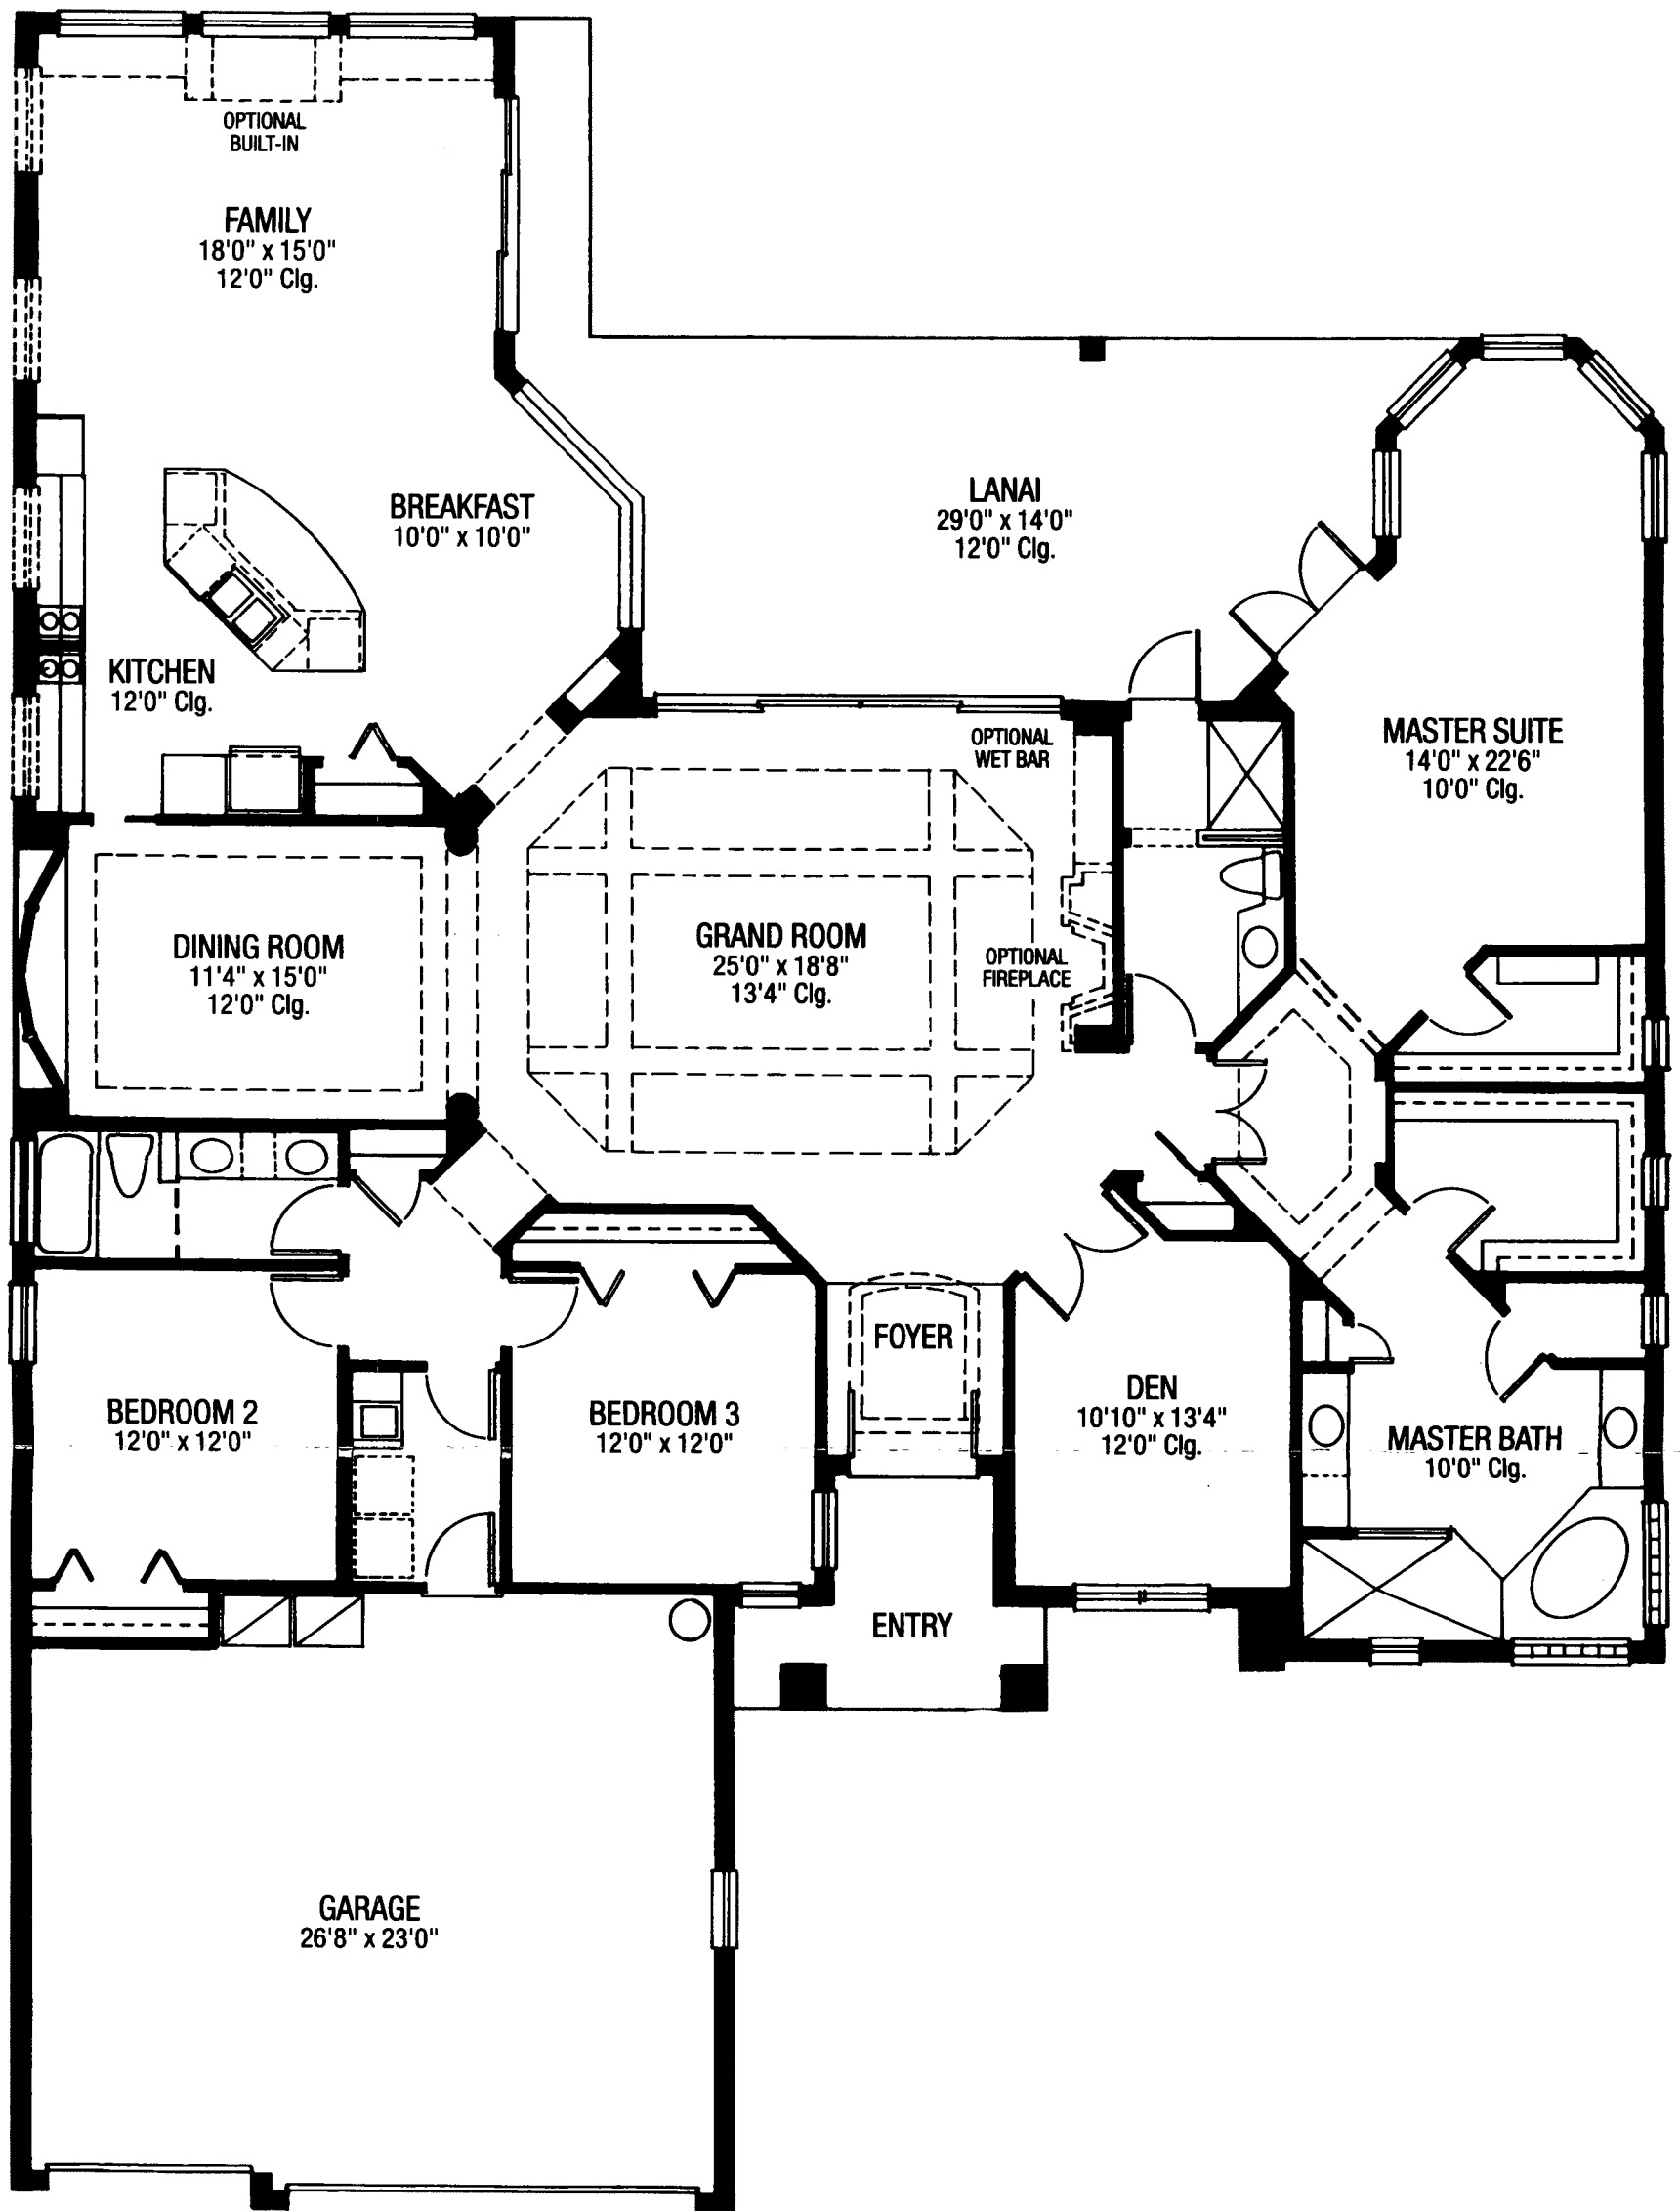 OPTIONAL
BUILT-IN
FAMILY
18'0" x 15'0"
12'0" Clg.
BREAKFAST
10'0" x 10'0"
LANAI
29'0" x 14'0"
12'0" Clg.
KITCHEN
12'0" Clg.
OPTIONAL
WET BAR
MASTER SUITE
14'0" x 22'6"
10'0" Clg.
DINING ROOM
11'4" x 15'0"
12'0" Clg.
GRAND ROOM
25'0" x 18'8"
13'4" Clg.
OPTIONAL
FIREPLACE
FOYER
BEDROOM 2
12'0" x 12'0"
BEDROOM 3
12'0" x 12'0"
DEN
10'10" x 13'4"
12'0" Clg.
MASTER BATH
10'0" Clg.
ENTRY
GARAGE
26'8" x 23'0"